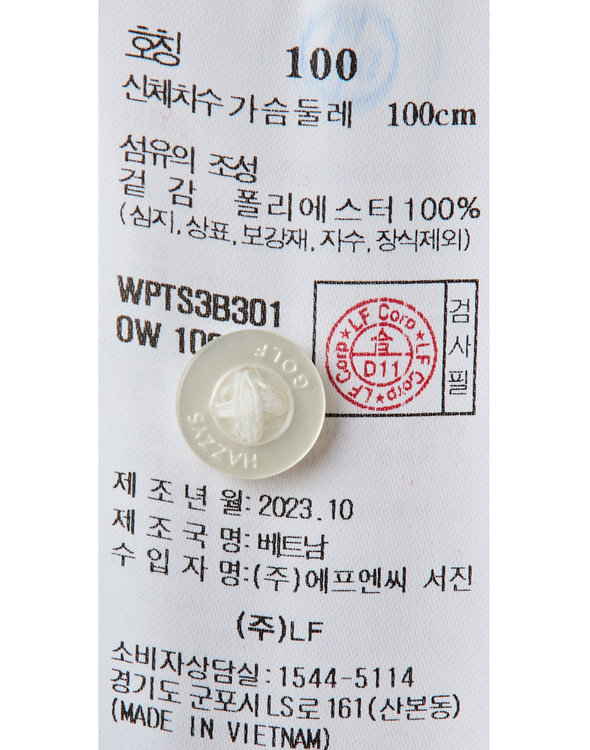 호칭 100
신체치수 가슴둘레 100cm
섬유의 조성
겉 감 폴리에스터 100%
(심지, 상표, 보강재, 자수, 장식제외)
WPTS3B301
OW
LF Corp ★ LF Corp ★ LF Corp ★
合
D11
검사필
HAZZYS GOLF
제 조 년 월: 2023.10
제 조 국 명: 베트남
수 입 자 명: (주)에프엔씨 서진
(주)LF
소비자상담실: 1544-5114
경기도 군포시 LS로 161(산본동)
(MADE IN VIETNAM)